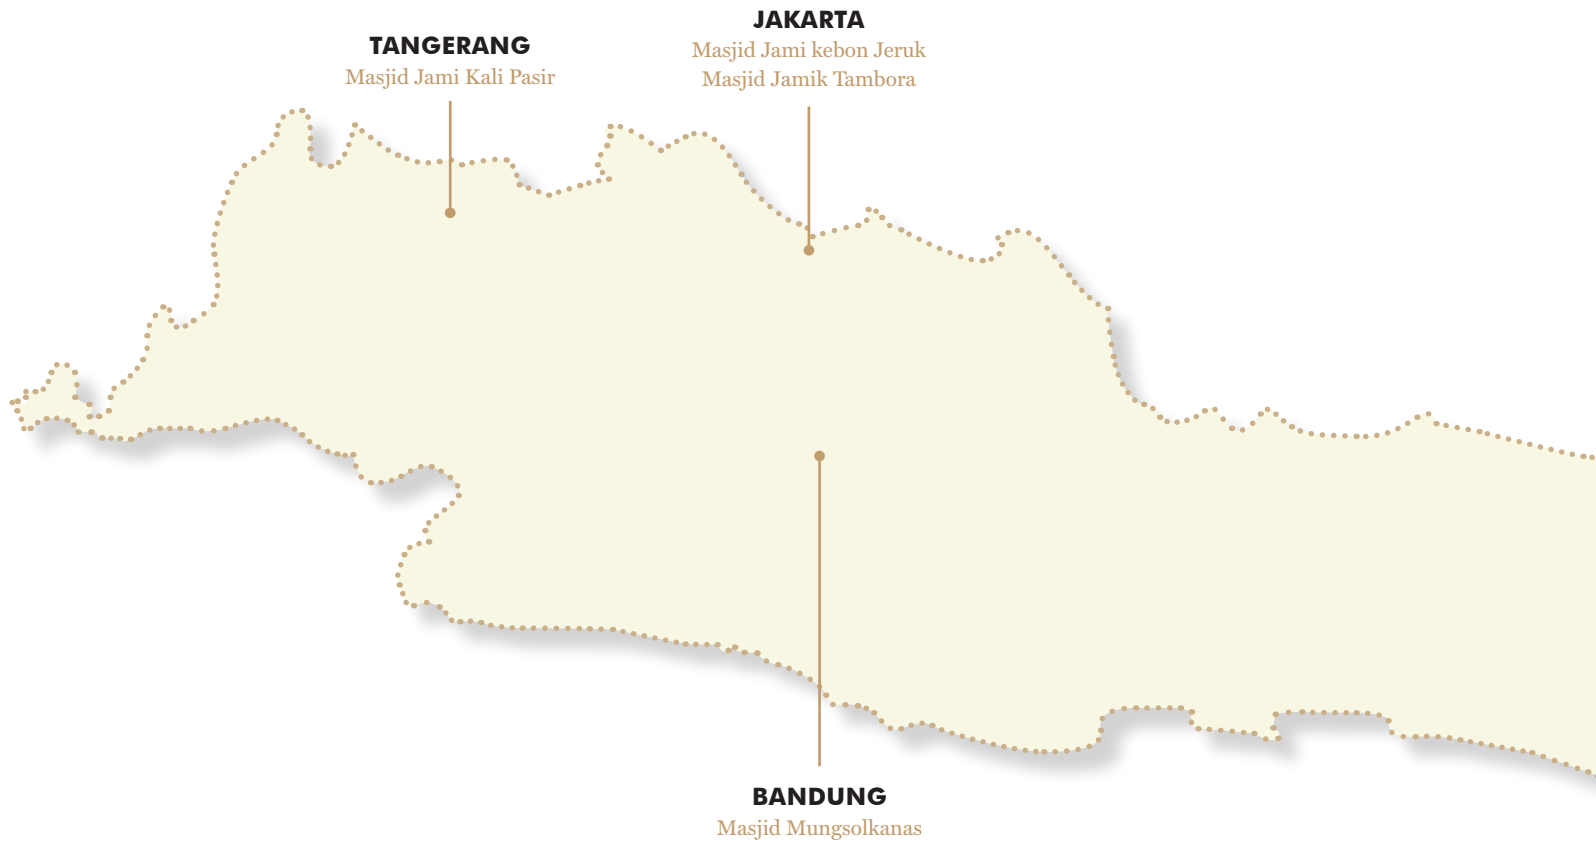 TANGERANG
Masjid Jami Kali Pasir
JAKARTA
Masjid Jami kebon Jeruk
Masjid Jamik Tambora
BANDUNG
Masjid Mungsolkanas